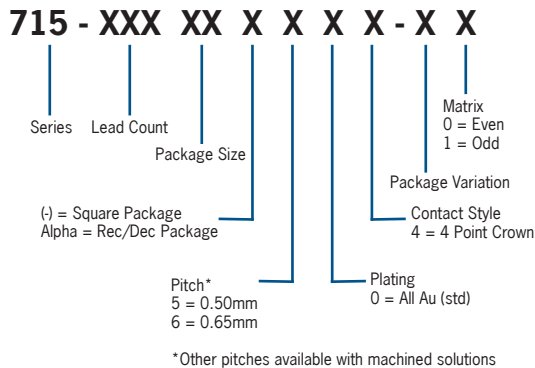 715 - XXX XX X X X X - X X
Series
Lead Count
Package Size
Matrix
0 = Even
1 = Odd
Package Variation
(-) = Square Package
Alpha = Rec/Dec Package
Contact Style
4 = 4 Point Crown
Pitch*
5 = 0.50mm
6 = 0.65mm
Plating
0 = All Au (std)
*Other pitches available with machined solutions